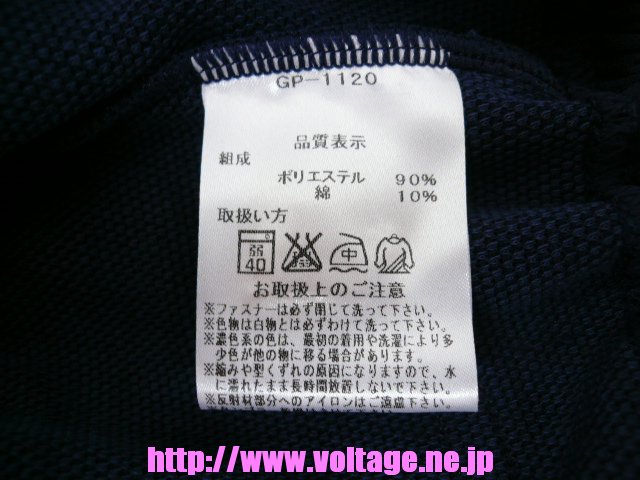 GP-1120
品質表示
組成
ポリエステル 90%
綿 10%
取扱い方
弱
40
エンソサラシ
中
お取扱上のご注意
※ファスナーは必ず閉じて洗って下さい。
※色物は白物とは必ずわけて洗って下さい。
※濃色系の色は、最初の着用や洗濯により多
少色が他の物に移る場合があります。
※縮みや型くずれの原因になりますので、水
に濡れたまま長時間放置しないで下さい。
※反射材部分へのアイロンはご遠慮下さい。
http://www.voltage.ne.jp